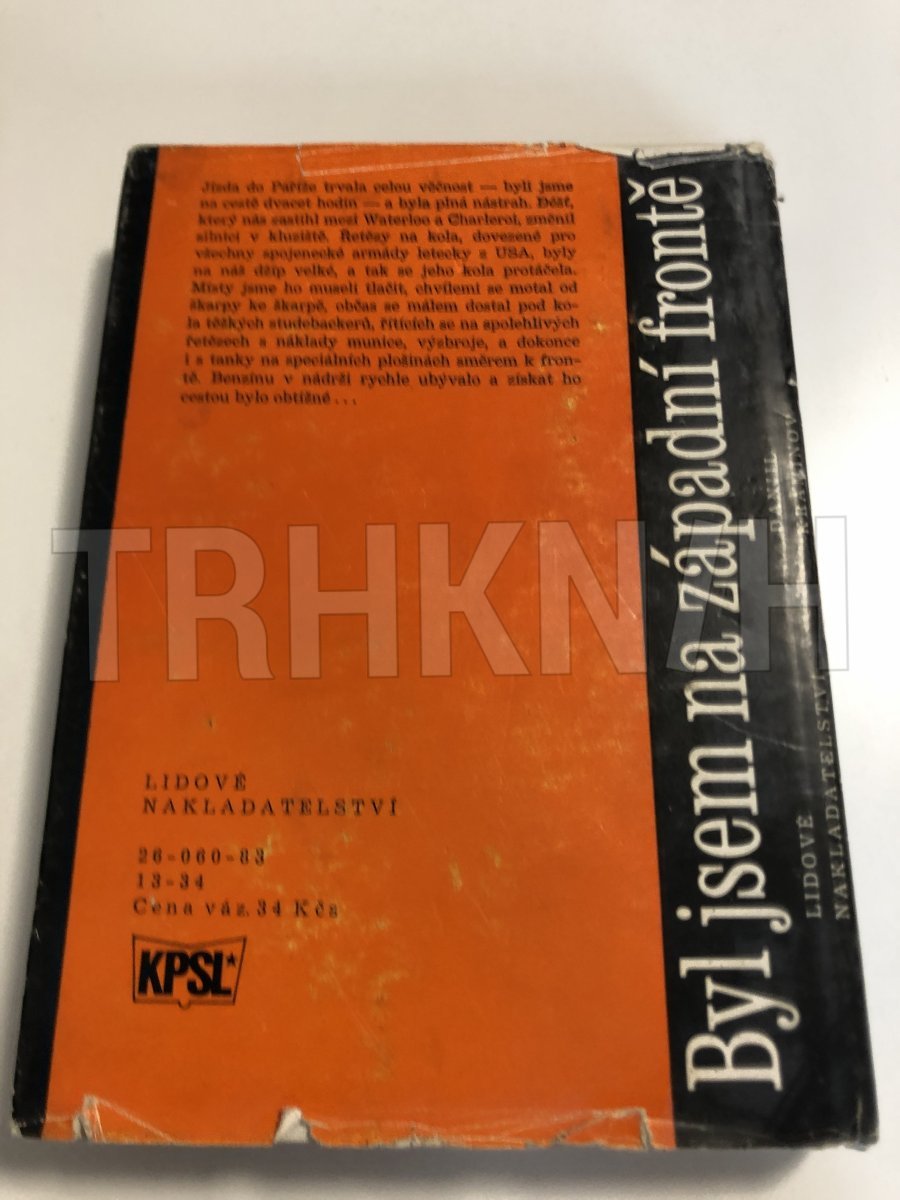 Jízda do Paříže trvala celou věčnost — byli jsme
na cestě dvacet hodin — a byla plná nástrah. Déšť,
který nás zastihl mezi Waterloo a Charleroi, změnil
silnici v kluziště. Řetězy na kola, dovezené pro
všechny spojenecké armády letecky z USA, byly
na náš džíp velké, a tak se jeho kola protáčela.
Místy jsme ho museli tlačit, chvílemi se motal od
škarpy ke škarpě, občas se málem dostal pod ko-
la těžkých studebackerů, řítících se na spolehlivých
řetězech s náklady munice, výzbroje, a dokonce
i s tanky na speciálních plošinách směrem k fron-
tě. Benzínu v nádrži rychle ubývalo a získat ho
cestou bylo obtížné...
LIDOVÉ
NAKLADATELSTVÍ
26-060-83
13-34
Cena váz. 34 Kčs
KPSL*
Byl jsem na západní frontě
DANIIL
LIDOVÉ
NAKLADATELSTVÍ
TRHKNIH